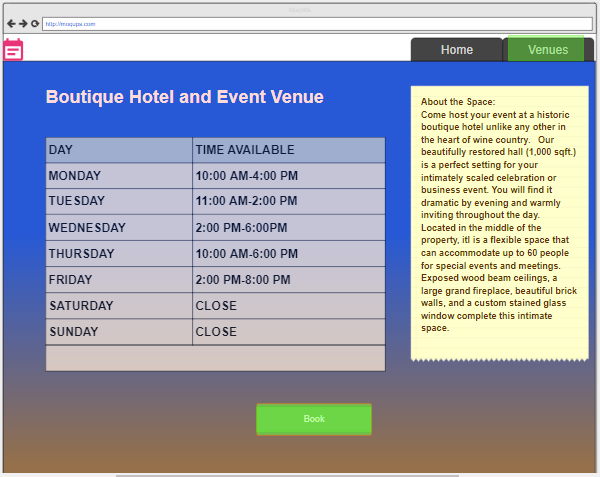 http://moqups.com
Home
Venues
Boutique Hotel and Event Venue
DAY TIME AVAILABLE
MONDAY 10:00 AM-4:00 PM
TUESDAY 11:00 AM-2:00 PM
WEDNESDAY 2:00 PM-6:00PM
THURSDAY 10:00 AM-6:00 PM
FRIDAY 2:00 PM-8:00 PM
SATURDAY CLOSE
SUNDAY CLOSE
Book
About the Space:
Come host your event at a historic
boutique hotel unlike any other in
the heart of wine country. Our
beautifully restored hall (1,000 sqft.)
is a perfect setting for your
intimately scaled celebration or
business event. You will find it
dramatic by evening and warmly
inviting throughout the day.
Located in the middle of the
property, itl is a flexible space that
can accommodate up to 60 people
for special events and meetings.
Exposed wood beam ceilings, a
large grand fireplace, beautiful brick
walls, and a custom stained glass
window complete this intimate
space.